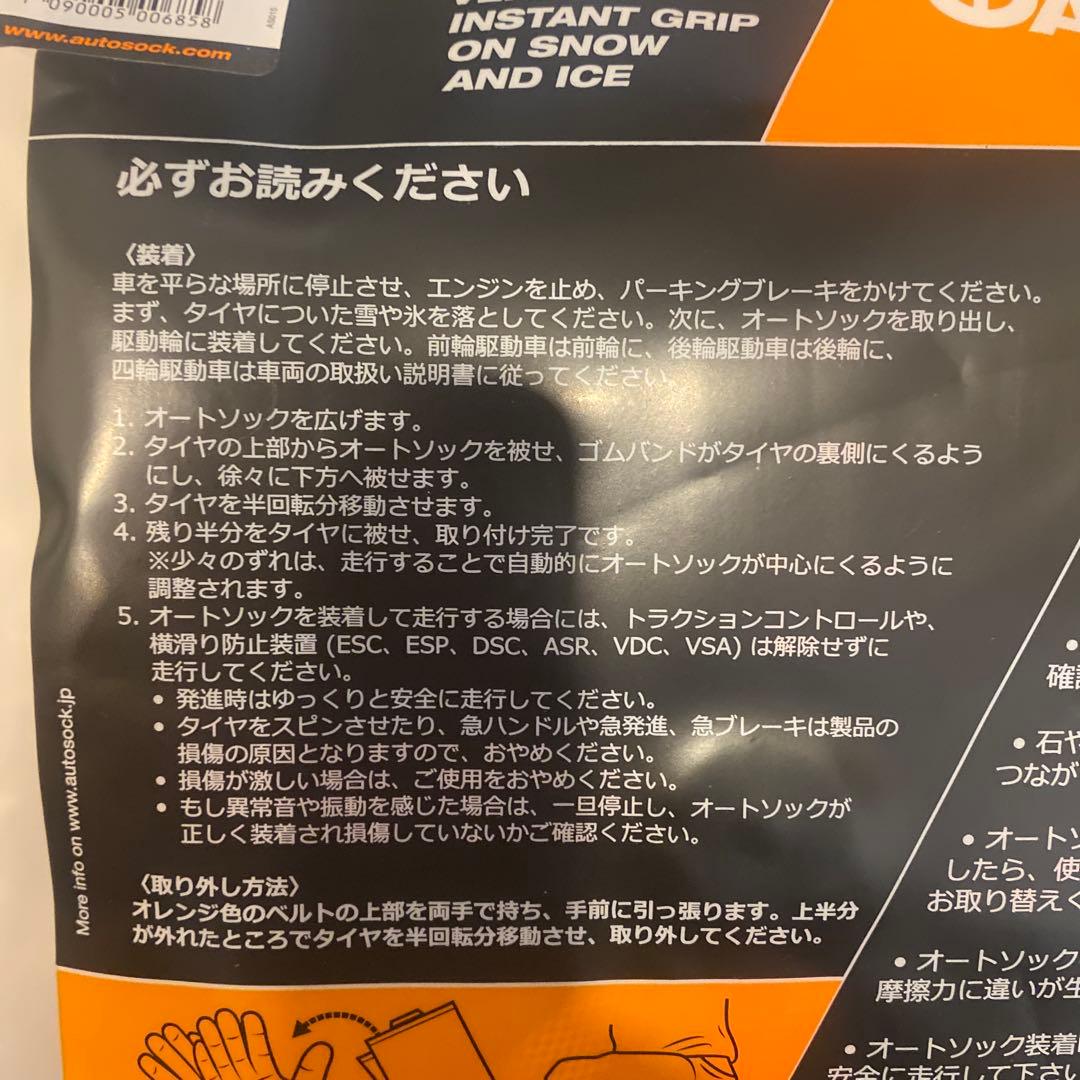 090005 006858
AS015
www.autosock.com
INSTANT GRIP
ON SNOW
AND ICE
必ずお読みください
〈装着〉
車を平らな場所に停止させ、エンジンを止め、パーキングブレーキをかけてください。
まず、タイヤについた雪や氷を落としてください。次に、オートソックを取り出し、
駆動輪に装着してください。前輪駆動車は前輪に、後輪駆動車は後輪に、
四輪駆動車は車両の取扱い説明書に従ってください。
1. オートソックを広げます。
2. タイヤの上部からオートソックを被せ、ゴムバンドがタイヤの裏側にくるよう
にし、徐々に下方へ被せます。
3. タイヤを半回転分移動させます。
4. 残り半分をタイヤに被せ、取り付け完了です。
※少々のずれは、走行することで自動的にオートソックが中心にくるように
調整されます。
5. オートソックを装着して走行する場合には、トラクションコントロールや、
横滑り防止装置 (ESC、ESP、DSC、ASR、VDC、VSA) は解除せずに
走行してください。
• 発進時はゆっくりと安全に走行してください。
• タイヤをスピンさせたり、急ハンドルや急発進、急ブレーキは製品の
損傷の原因となりますので、おやめください。
• 損傷が激しい場合は、ご使用をおやめください。
• もし異常音や振動を感じた場合は、一旦停止し、オートソックが
正しく装着され損傷していないかご確認ください。
〈取り外し方法〉
オレンジ色のベルトの上部を両手で持ち、手前に引っ張ります。上半分
が外れたところでタイヤを半回転分移動させ、取り外してください。
More info on www.autosock.jp
•
確認
• 石や
つなが
• オートソ
したら、使
お取り替えく
• オートソック
摩擦力に違いが生
• オートソック装着
安全に走行して下さい